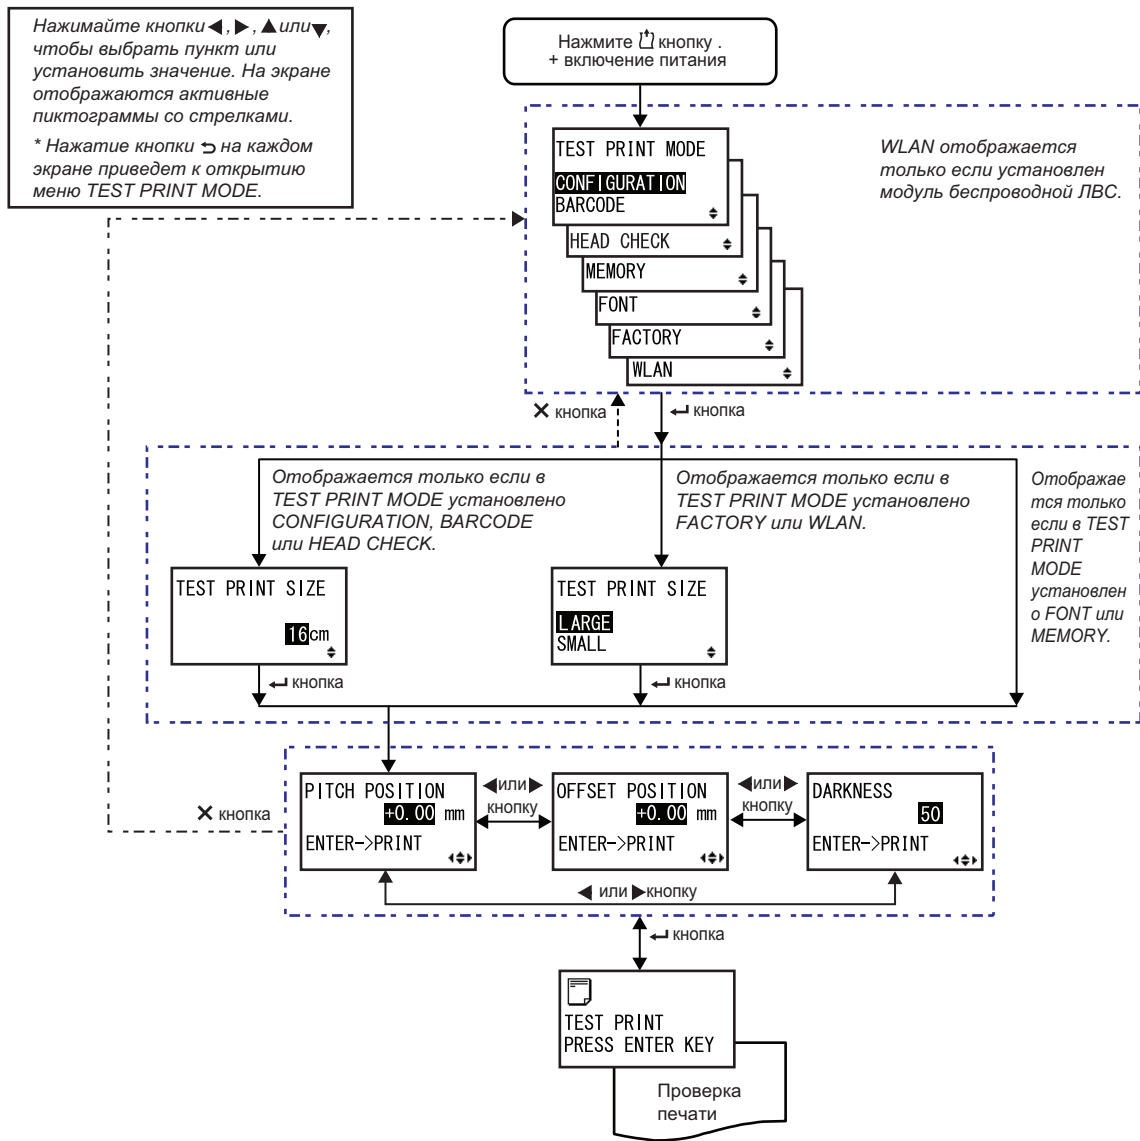 Нажимайте кнопки ◀, ▶, ▲ или ▼,
чтобы выбрать пункт или
установить значение. На экране
отображаются активные
пиктограммы со стрелками.
* Нажатие кнопки ⮌ на каждом
экране приведет к открытию
меню TEST PRINT MODE.
Нажмите кнопку .
+ включение питания
TEST PRINT MODE
CONFIGURATION
BARCODE
HEAD CHECK
MEMORY
FONT
FACTORY
WLAN
WLAN отображается
только если установлен
модуль беспроводной ЛВС.
✕ кнопка
↵ кнопка
Отображается только если в
TEST PRINT MODE установлено
CONFIGURATION, BARCODE
или HEAD CHECK.
Отображается только если в
TEST PRINT MODE установлено
FACTORY или WLAN.
Отображае
тся только
если в TEST
PRINT
MODE
установлен
о FONT или
MEMORY.
TEST PRINT SIZE
16cm
TEST PRINT SIZE
LARGE
SMALL
↵ кнопка
↵ кнопка
✕ кнопка
PITCH POSITION
+0.00 mm
ENTER->PRINT
◀или▶
кнопку
OFFSET POSITION
+0.00 mm
ENTER->PRINT
◀или▶
кнопку
DARKNESS
50
ENTER->PRINT
◀ или ▶кнопку
↵ кнопка
TEST PRINT
PRESS ENTER KEY
Проверка
печати